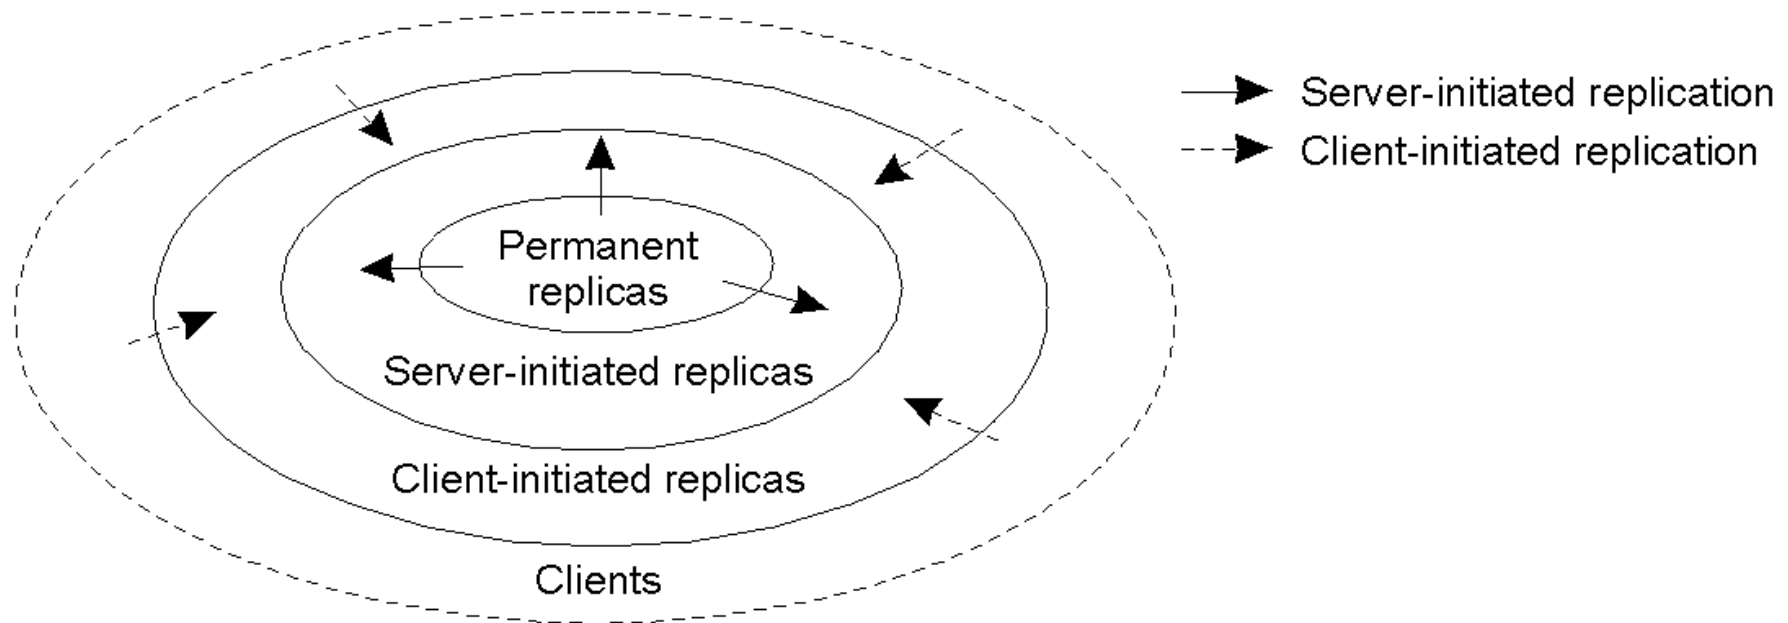 Server-initiated replication
Client-initiated replication
Permanent
replicas
Server-initiated replicas
Client-initiated replicas
Clients